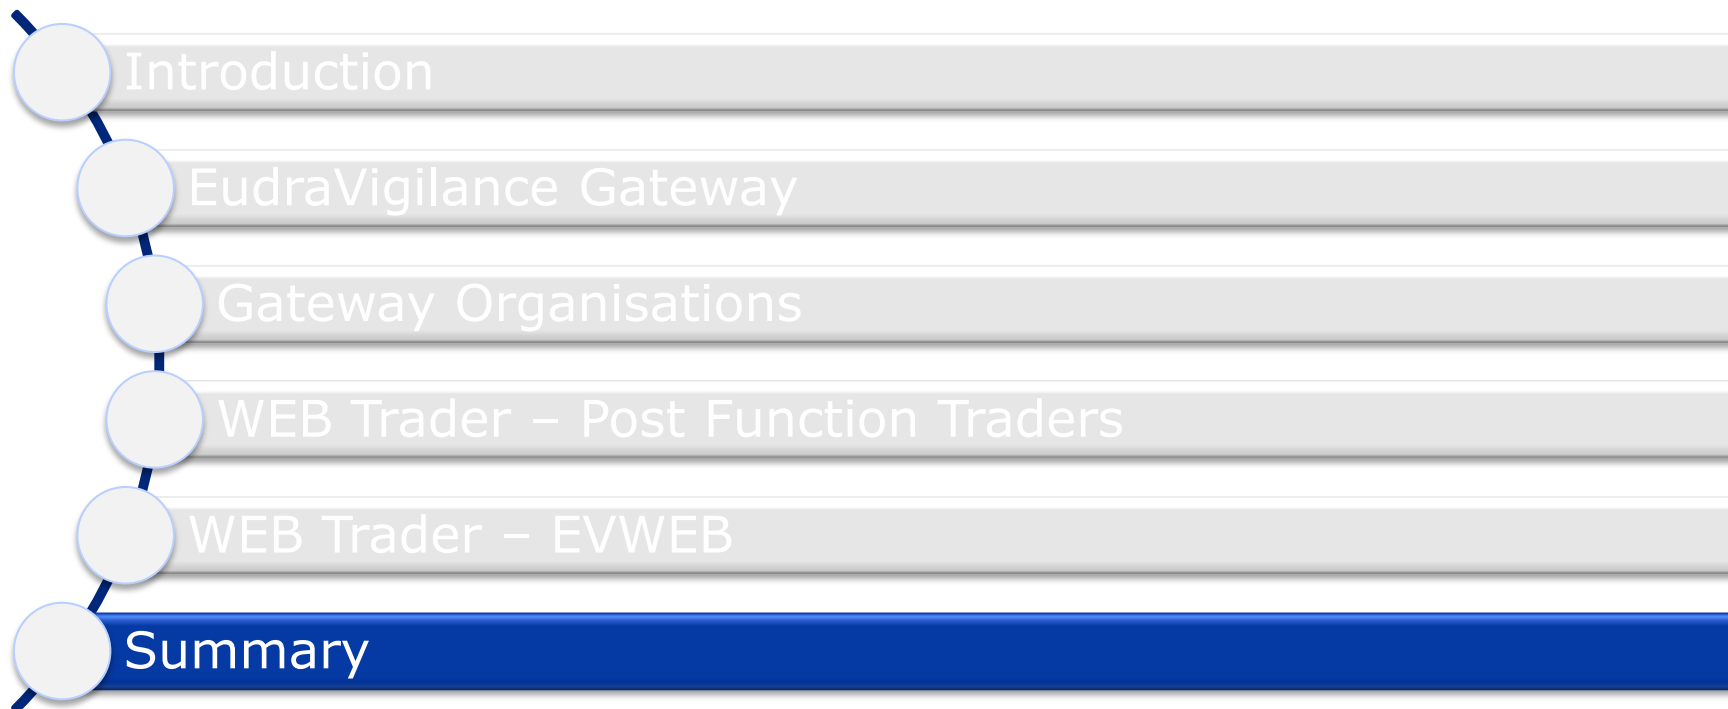 Introduction
EudraVigilance Gateway
Gateway Organisations
WEB Trader – Post Function Traders
WEB Trader – EVWEB
Summary